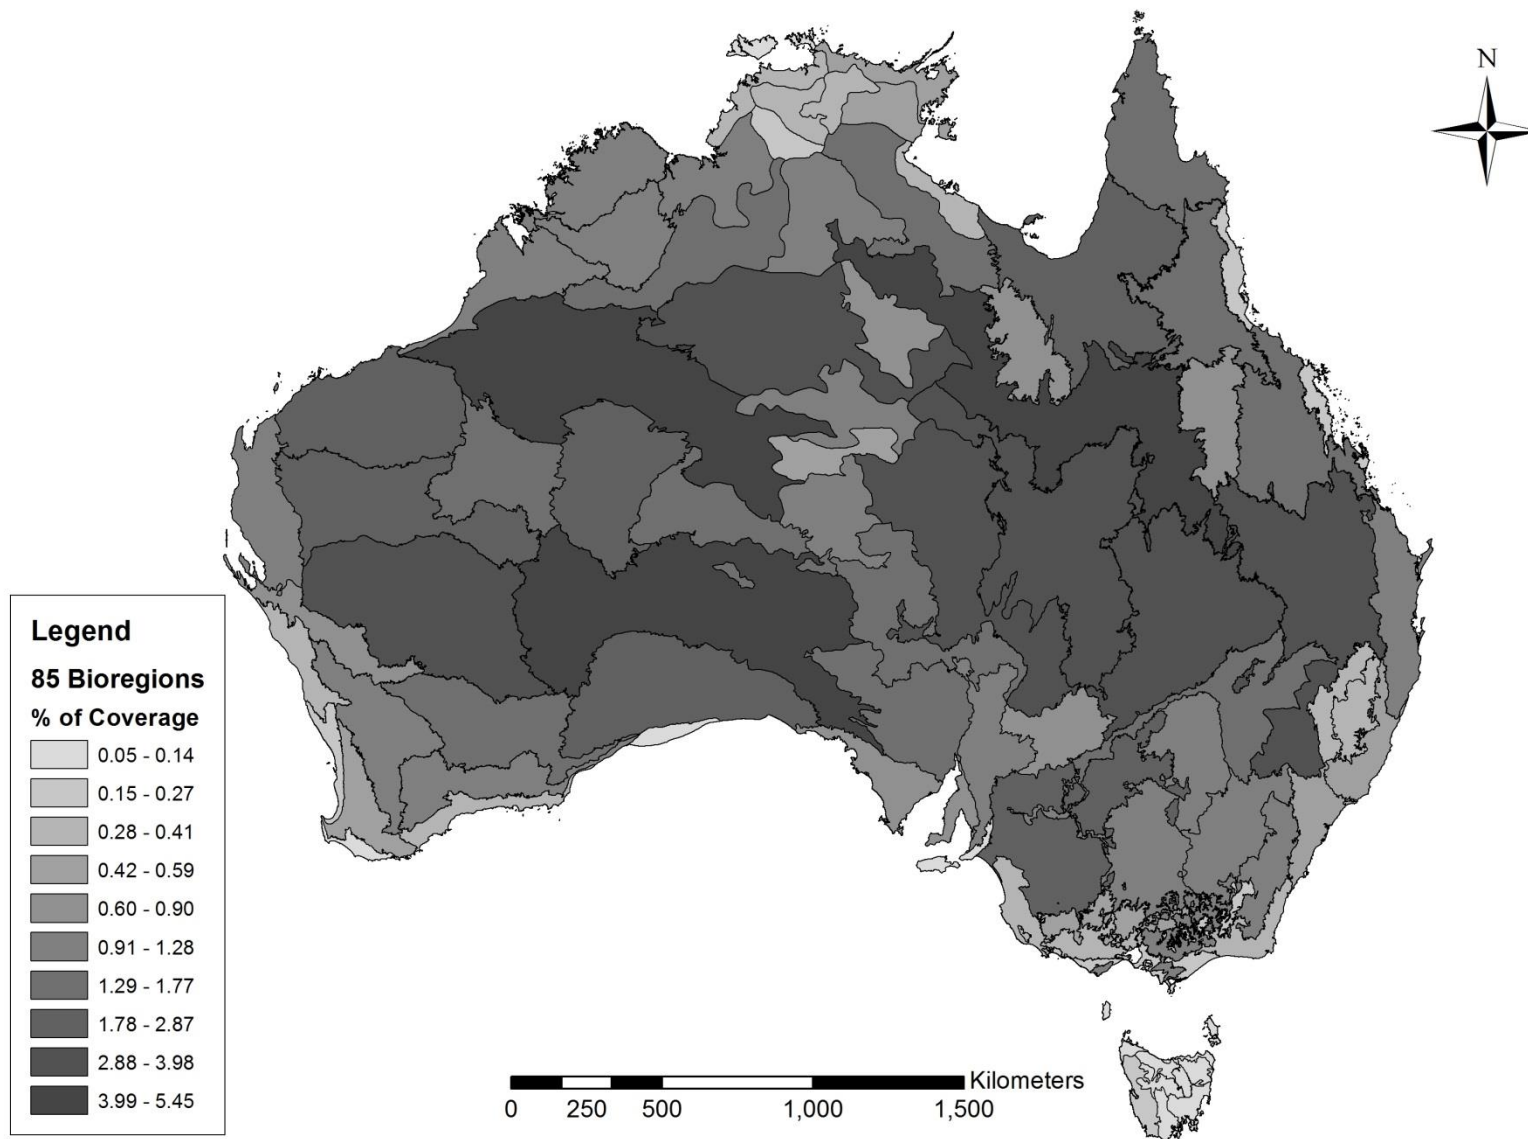 N
Legend
85 Bioregions
% of Coverage
0.05 - 0.14
0.15 - 0.27
0.28 - 0.41
0.42 - 0.59
0.60 - 0.90
0.91 - 1.28
1.29 - 1.77
1.78 - 2.87
2.88 - 3.98
3.99 - 5.45
Kilometers
0 250 500 1,000 1,500